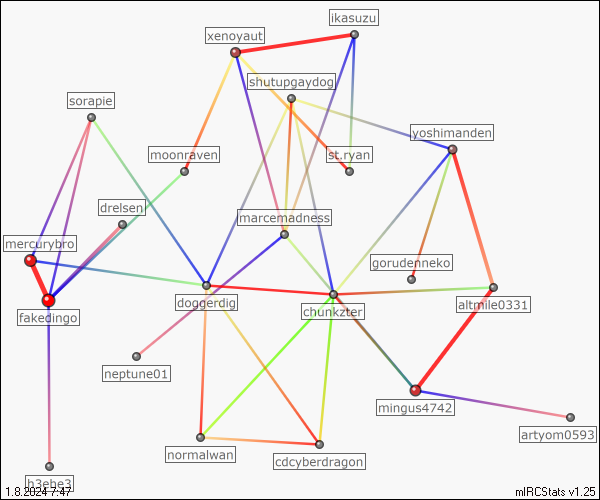 ikasuzu
xenoyaut
shutupgaydog
sorapie
yoshimanden
moonraven
st.ryan
drelsen
marcemadness
mercurybro
gorudenneko
doggerdig
altmile0331
chunkzter
fakedingo
neptune01
mingus4742
artyom0593
normalwan
cdcyberdragon
h3ebe3
1.8.2024 7:47
mIRCStats v1.25